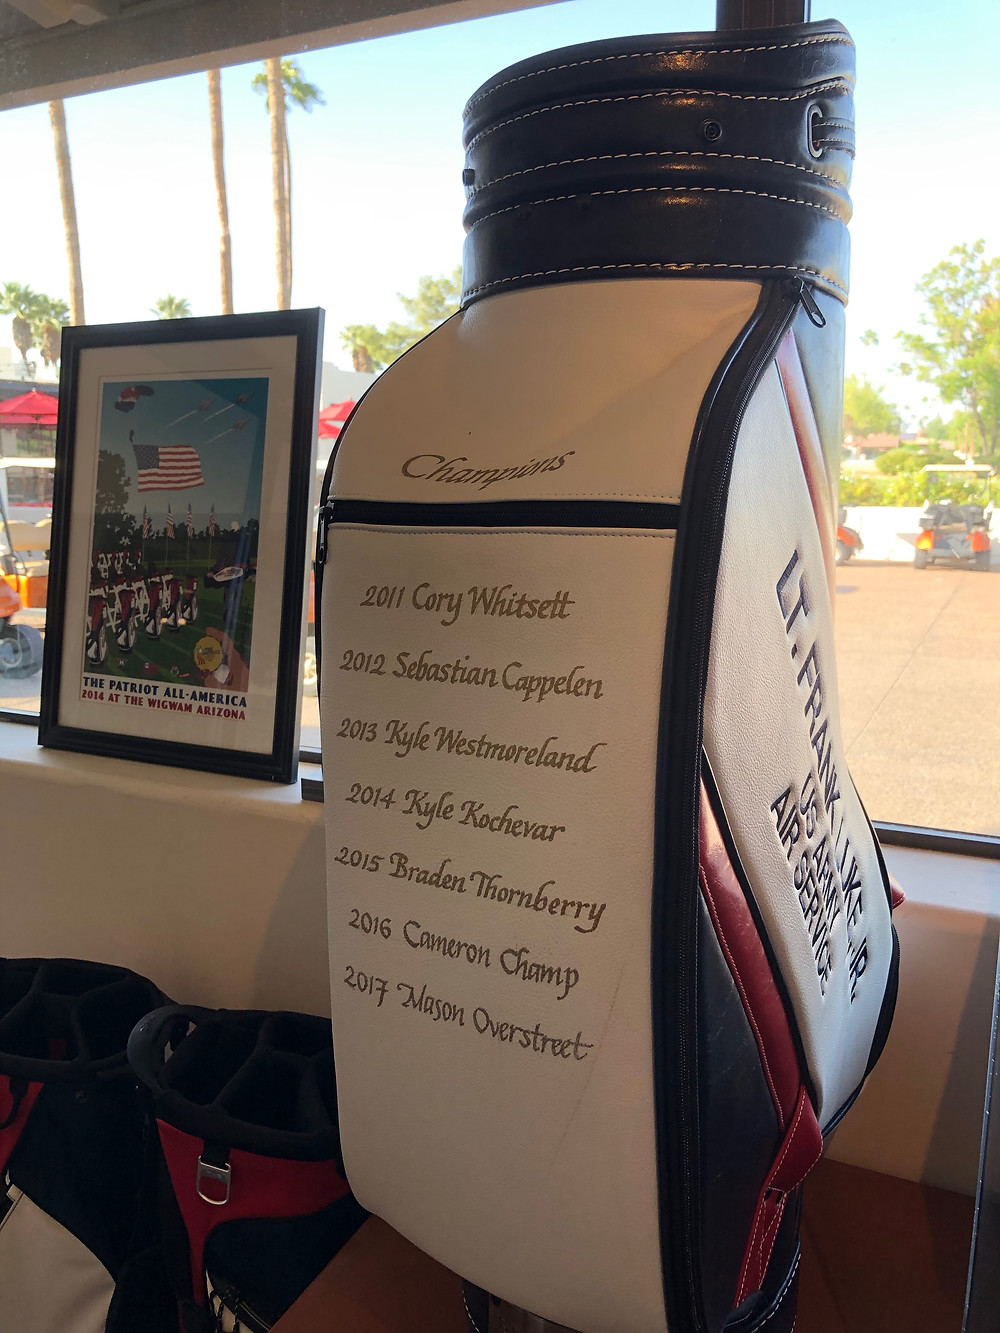 THE PATRIOT ALL-AMERICA
2014 AT THE WIGWAM ARIZONA
Champions
2011 Cory Whitsett
2012 Sebastian Cappelen
2013 Kyle Westmoreland
2014 Kyle Kochevar
2015 Braden Thornberry
2016 Cameron Champ
2017 Mason Overstreet
LT. FRANK LUKE JR.
US ARMY
AIR SERVICE